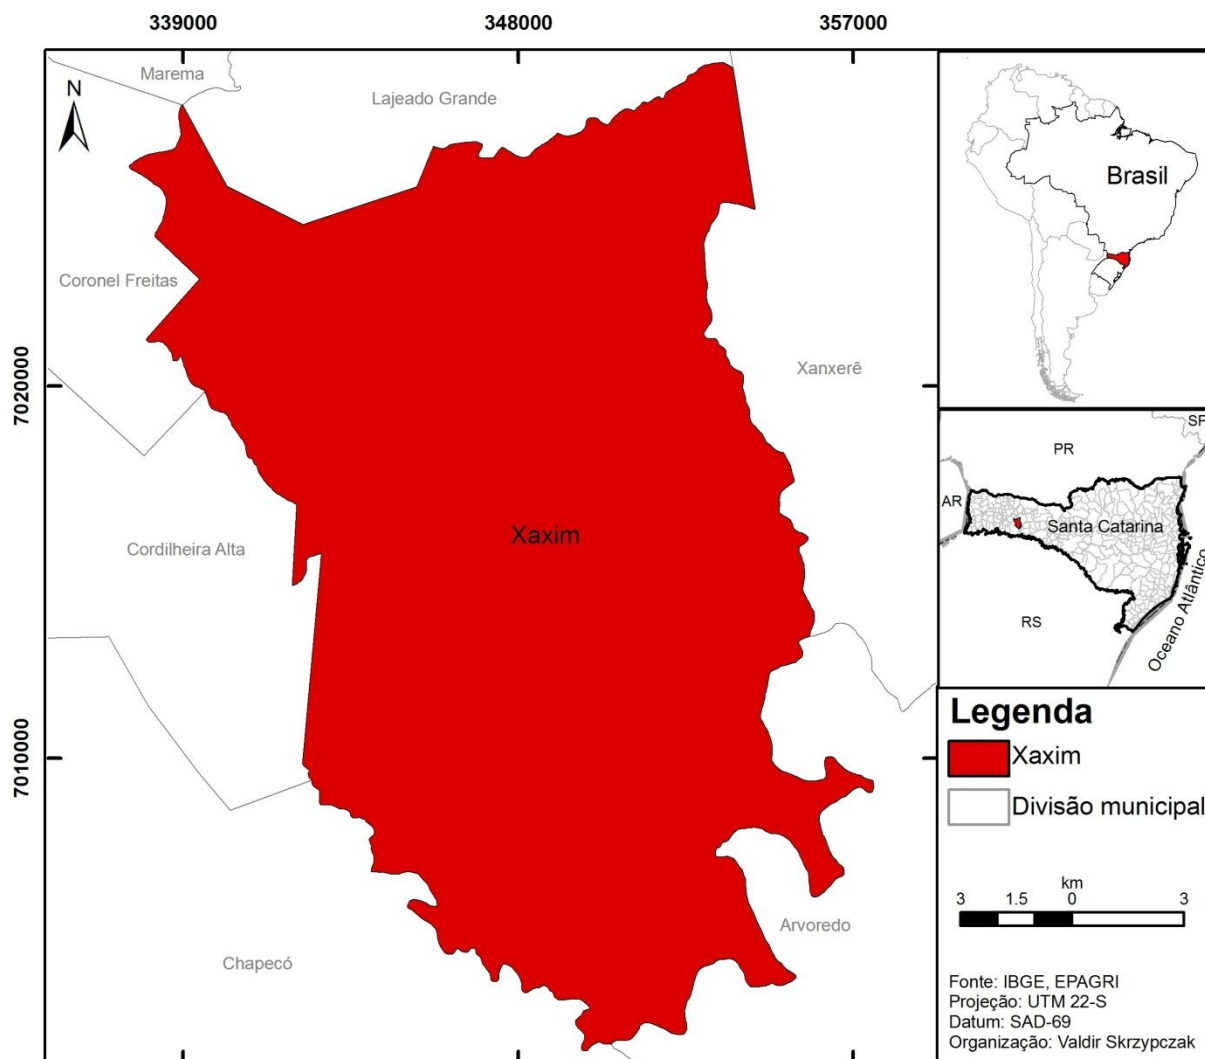 339000
348000
357000
N
Marema
Lajeado Grande
Coronel Freitas
7020000
Xanxerê
Cordilheira Alta
Xaxim
7010000
Arvoredo
Chapecó
Brasil
SP
PR
AR
Santa Catarina
RS
Oceano Atlântico
Legenda
Xaxim
Divisão municipal
km
3 1.5 0 3
Fonte: IBGE, EPAGRI
Projeção: UTM 22-S
Datum: SAD-69
Organização: Valdir Skrzypczak